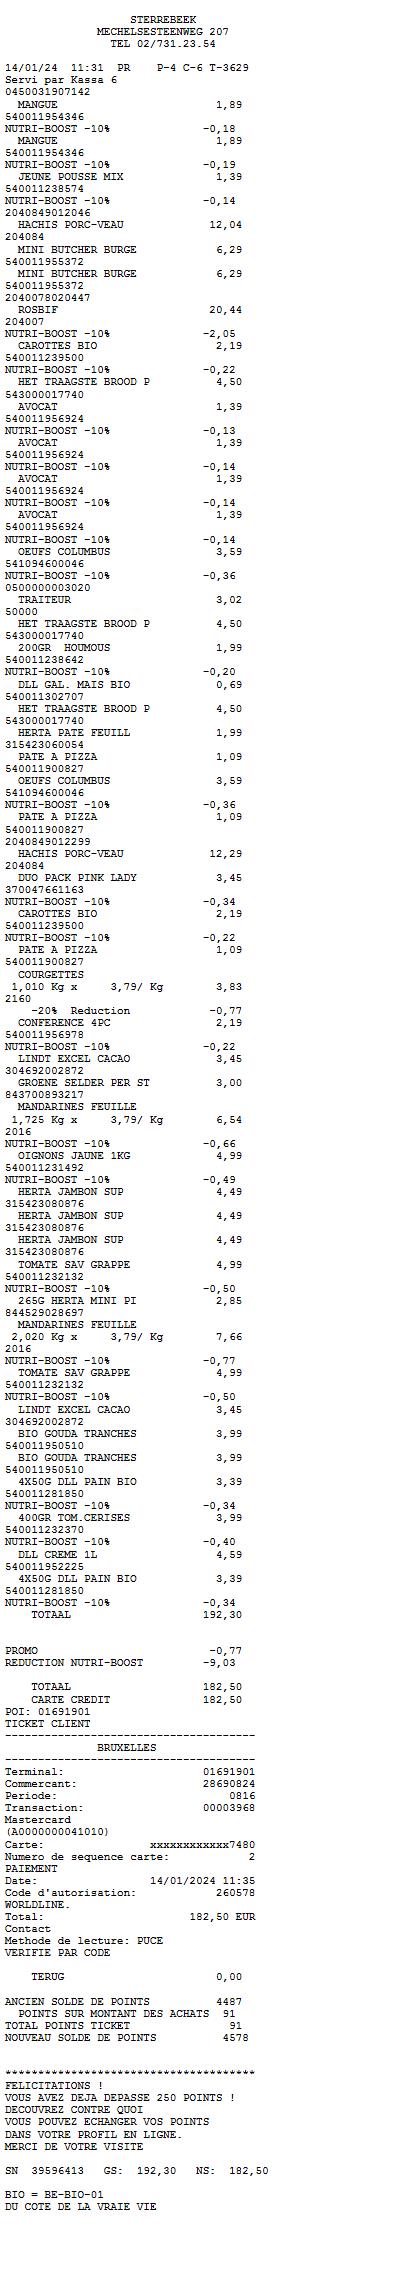 STERREBEEK
MECHELSESTEENWEG 207
TEL 02/731.23.54
14/01/24 11:31 PR P-4 C-6 T-3629
Servi par Kassa 6
0450031907142
MANGUE 1,89
540011954346
NUTRI-BOOST -10% -0,18
MANGUE 1,89
540011954346
NUTRI-BOOST -10% -0,19
JEUNE POUSSE MIX 1,39
540011238574
NUTRI-BOOST -10% -0,14
2040849012046
HACHIS PORC-VEAU 12,04
204084
MINI BUTCHER BURGE 6,29
540011955372
MINI BUTCHER BURGE 6,29
540011955372
2040078020447
ROSBIF 20,44
204007
NUTRI-BOOST -10% -2,05
CAROTTES BIO 2,19
540011239500
NUTRI-BOOST -10% -0,22
HET TRAAGSTE BROOD P 4,50
543000017740
AVOCAT 1,39
540011956924
NUTRI-BOOST -10% -0,13
AVOCAT 1,39
540011956924
NUTRI-BOOST -10% -0,14
AVOCAT 1,39
540011956924
NUTRI-BOOST -10% -0,14
AVOCAT 1,39
540011956924
NUTRI-BOOST -10% -0,14
OEUFS COLUMBUS 3,59
541094600046
NUTRI-BOOST -10% -0,36
0500000003020
TRAITEUR 3,02
50000
HET TRAAGSTE BROOD P 4,50
543000017740
200GR HOUMOUS 1,99
540011238642
NUTRI-BOOST -10% -0,20
DLL GAL. MAIS BIO 0,69
540011302707
HET TRAAGSTE BROOD P 4,50
543000017740
HERTA PATE FEUILL 1,99
315423060054
PATE A PIZZA 1,09
540011900827
OEUFS COLUMBUS 3,59
541094600046
NUTRI-BOOST -10% -0,36
PATE A PIZZA 1,09
540011900827
2040849012299
HACHIS PORC-VEAU 12,29
204084
DUO PACK PINK LADY 3,45
370047661163
NUTRI-BOOST -10% -0,34
CAROTTES BIO 2,19
540011239500
NUTRI-BOOST -10% -0,22
PATE A PIZZA 1,09
540011900827
COURGETTES
1,010 Kg x 3,79/ Kg 3,83
2160
-20% Reduction -0,77
CONFERENCE 4PC 2,19
540011956978
NUTRI-BOOST -10% -0,22
LINDT EXCEL CACAO 3,45
304692002872
GROENE SELDER PER ST 3,00
843700893217
MANDARINES FEUILLE
1,725 Kg x 3,79/ Kg 6,54
2016
NUTRI-BOOST -10% -0,66
OIGNONS JAUNE 1KG 4,99
540011231492
NUTRI-BOOST -10% -0,49
HERTA JAMBON SUP 4,49
315423080876
HERTA JAMBON SUP 4,49
315423080876
HERTA JAMBON SUP 4,49
315423080876
TOMATE SAV GRAPPE 4,99
540011232132
NUTRI-BOOST -10% -0,50
265G HERTA MINI PI 2,85
844529028697
MANDARINES FEUILLE
2,020 Kg x 3,79/ Kg 7,66
2016
NUTRI-BOOST -10% -0,77
TOMATE SAV GRAPPE 4,99
540011232132
NUTRI-BOOST -10% -0,50
LINDT EXCEL CACAO 3,45
304692002872
BIO GOUDA TRANCHES 3,99
540011950510
BIO GOUDA TRANCHES 3,99
540011950510
4X50G DLL PAIN BIO 3,39
540011281850
NUTRI-BOOST -10% -0,34
400GR TOM.CERISES 3,99
540011232370
NUTRI-BOOST -10% -0,40
DLL CREME 1L 4,59
540011952225
4X50G DLL PAIN BIO 3,39
540011281850
NUTRI-BOOST -10% -0,34
TOTAAL 192,30
PROMO -0,77
REDUCTION NUTRI-BOOST -9,03
TOTAAL 182,50
CARTE CREDIT 182,50
POI: 01691901
TICKET CLIENT
--------------------------------------
BRUXELLES
--------------------------------------
Terminal: 01691901
Commercant: 28690824
Periode: 0816
Transaction: 00003968
Mastercard
(A0000000041010)
Carte: xxxxxxxxxxxx7480
Numero de sequence carte: 2
PAIEMENT
Date: 14/01/2024 11:35
Code d'autorisation: 260578
WORLDLINE.
Total: 182,50 EUR
Contact
Methode de lecture: PUCE
VERIFIE PAR CODE
TERUG 0,00
ANCIEN SOLDE DE POINTS 4487
POINTS SUR MONTANT DES ACHATS 91
TOTAL POINTS TICKET 91
NOUVEAU SOLDE DE POINTS 4578
**************************************
FELICITATIONS !
VOUS AVEZ DEJA DEPASSE 250 POINTS !
DECOUVREZ CONTRE QUOI
VOUS POUVEZ ECHANGER VOS POINTS
DANS VOTRE PROFIL EN LIGNE.
MERCI DE VOTRE VISITE
SN 39596413 GS: 192,30 NS: 182,50
BIO = BE-BIO-01
DU COTE DE LA VRAIE VIE